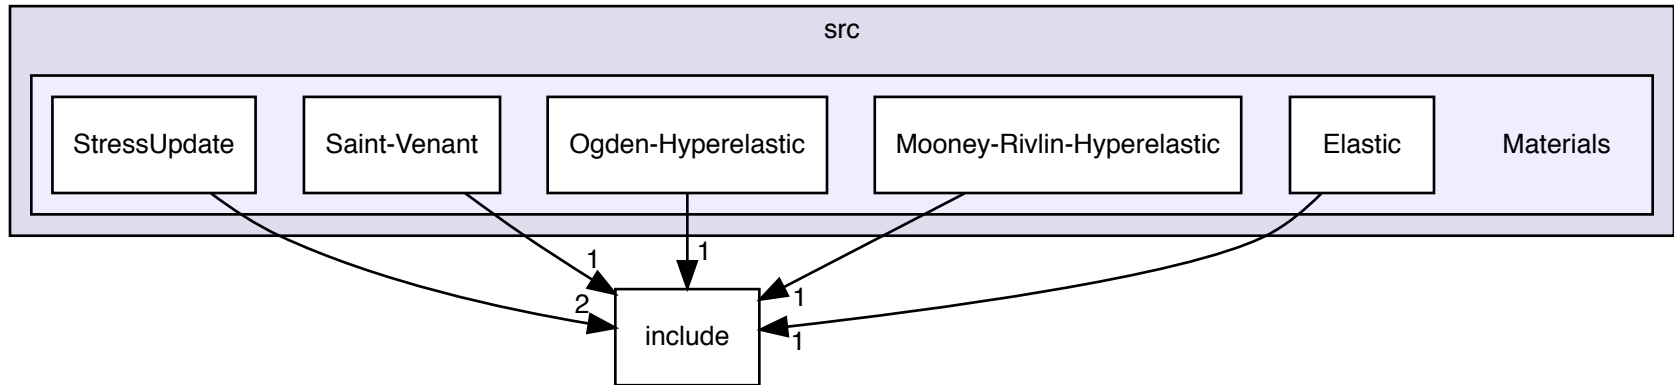 src
StressUpdate
Saint-Venant
Ogden-Hyperelastic
Mooney-Rivlin-Hyperelastic
Elastic
Materials
1
1
2
1
1
include